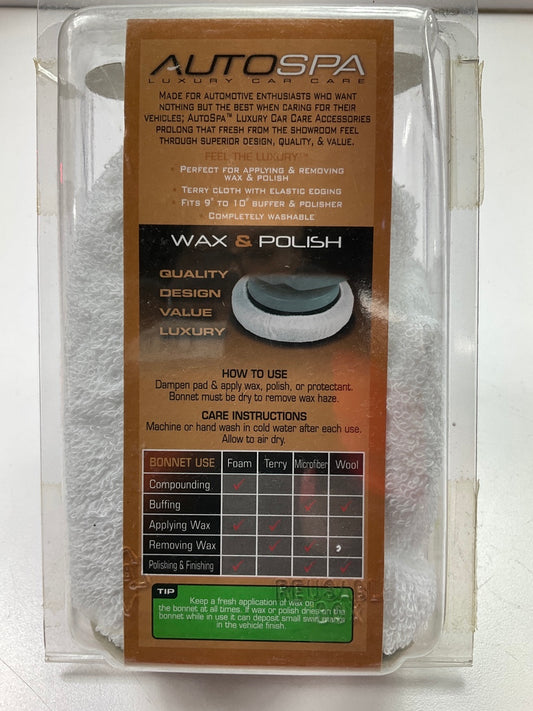 AUTOSPA
LUXURY CAR CARE
MADE FOR AUTOMOTIVE ENTHUSIASTS WHO WANT
NOTHING BUT THE BEST WHEN CARING FOR THEIR
VEHICLES; AUTOSPA™ LUXURY CAR CARE ACCESSORIES
PROLONG THAT FRESH FROM THE SHOWROOM FEEL
THROUGH SUPERIOR DESIGN, QUALITY, & VALUE.
FEEL THE LUXURY™
• PERFECT FOR APPLYING & REMOVING
WAX & POLISH
• TERRY CLOTH WITH ELASTIC EDGING
• FITS 9" TO 10" BUFFER & POLISHER
• COMPLETELY WASHABLE
WAX & POLISH
QUALITY
DESIGN
VALUE
LUXURY
HOW TO USE
Dampen pad & apply wax, polish, or protectant.
Bonnet must be dry to remove wax haze.
CARE INSTRUCTIONS
Machine or hand wash in cold water after each use.
Allow to air dry.
BONNET USE Foam Terry Microfiber Wool
Compounding ✓
Buffing ✓ ✓
Applying Wax ✓ ✓
Removing Wax ✓ ✓
Polishing & Finishing ✓ ✓ ✓
REUSABLE
TIP
Keep a fresh application of wax on
the bonnet at all times. If wax or polish dries on the
bonnet while in use it can deposit small swirl marks
in the vehicle finish.